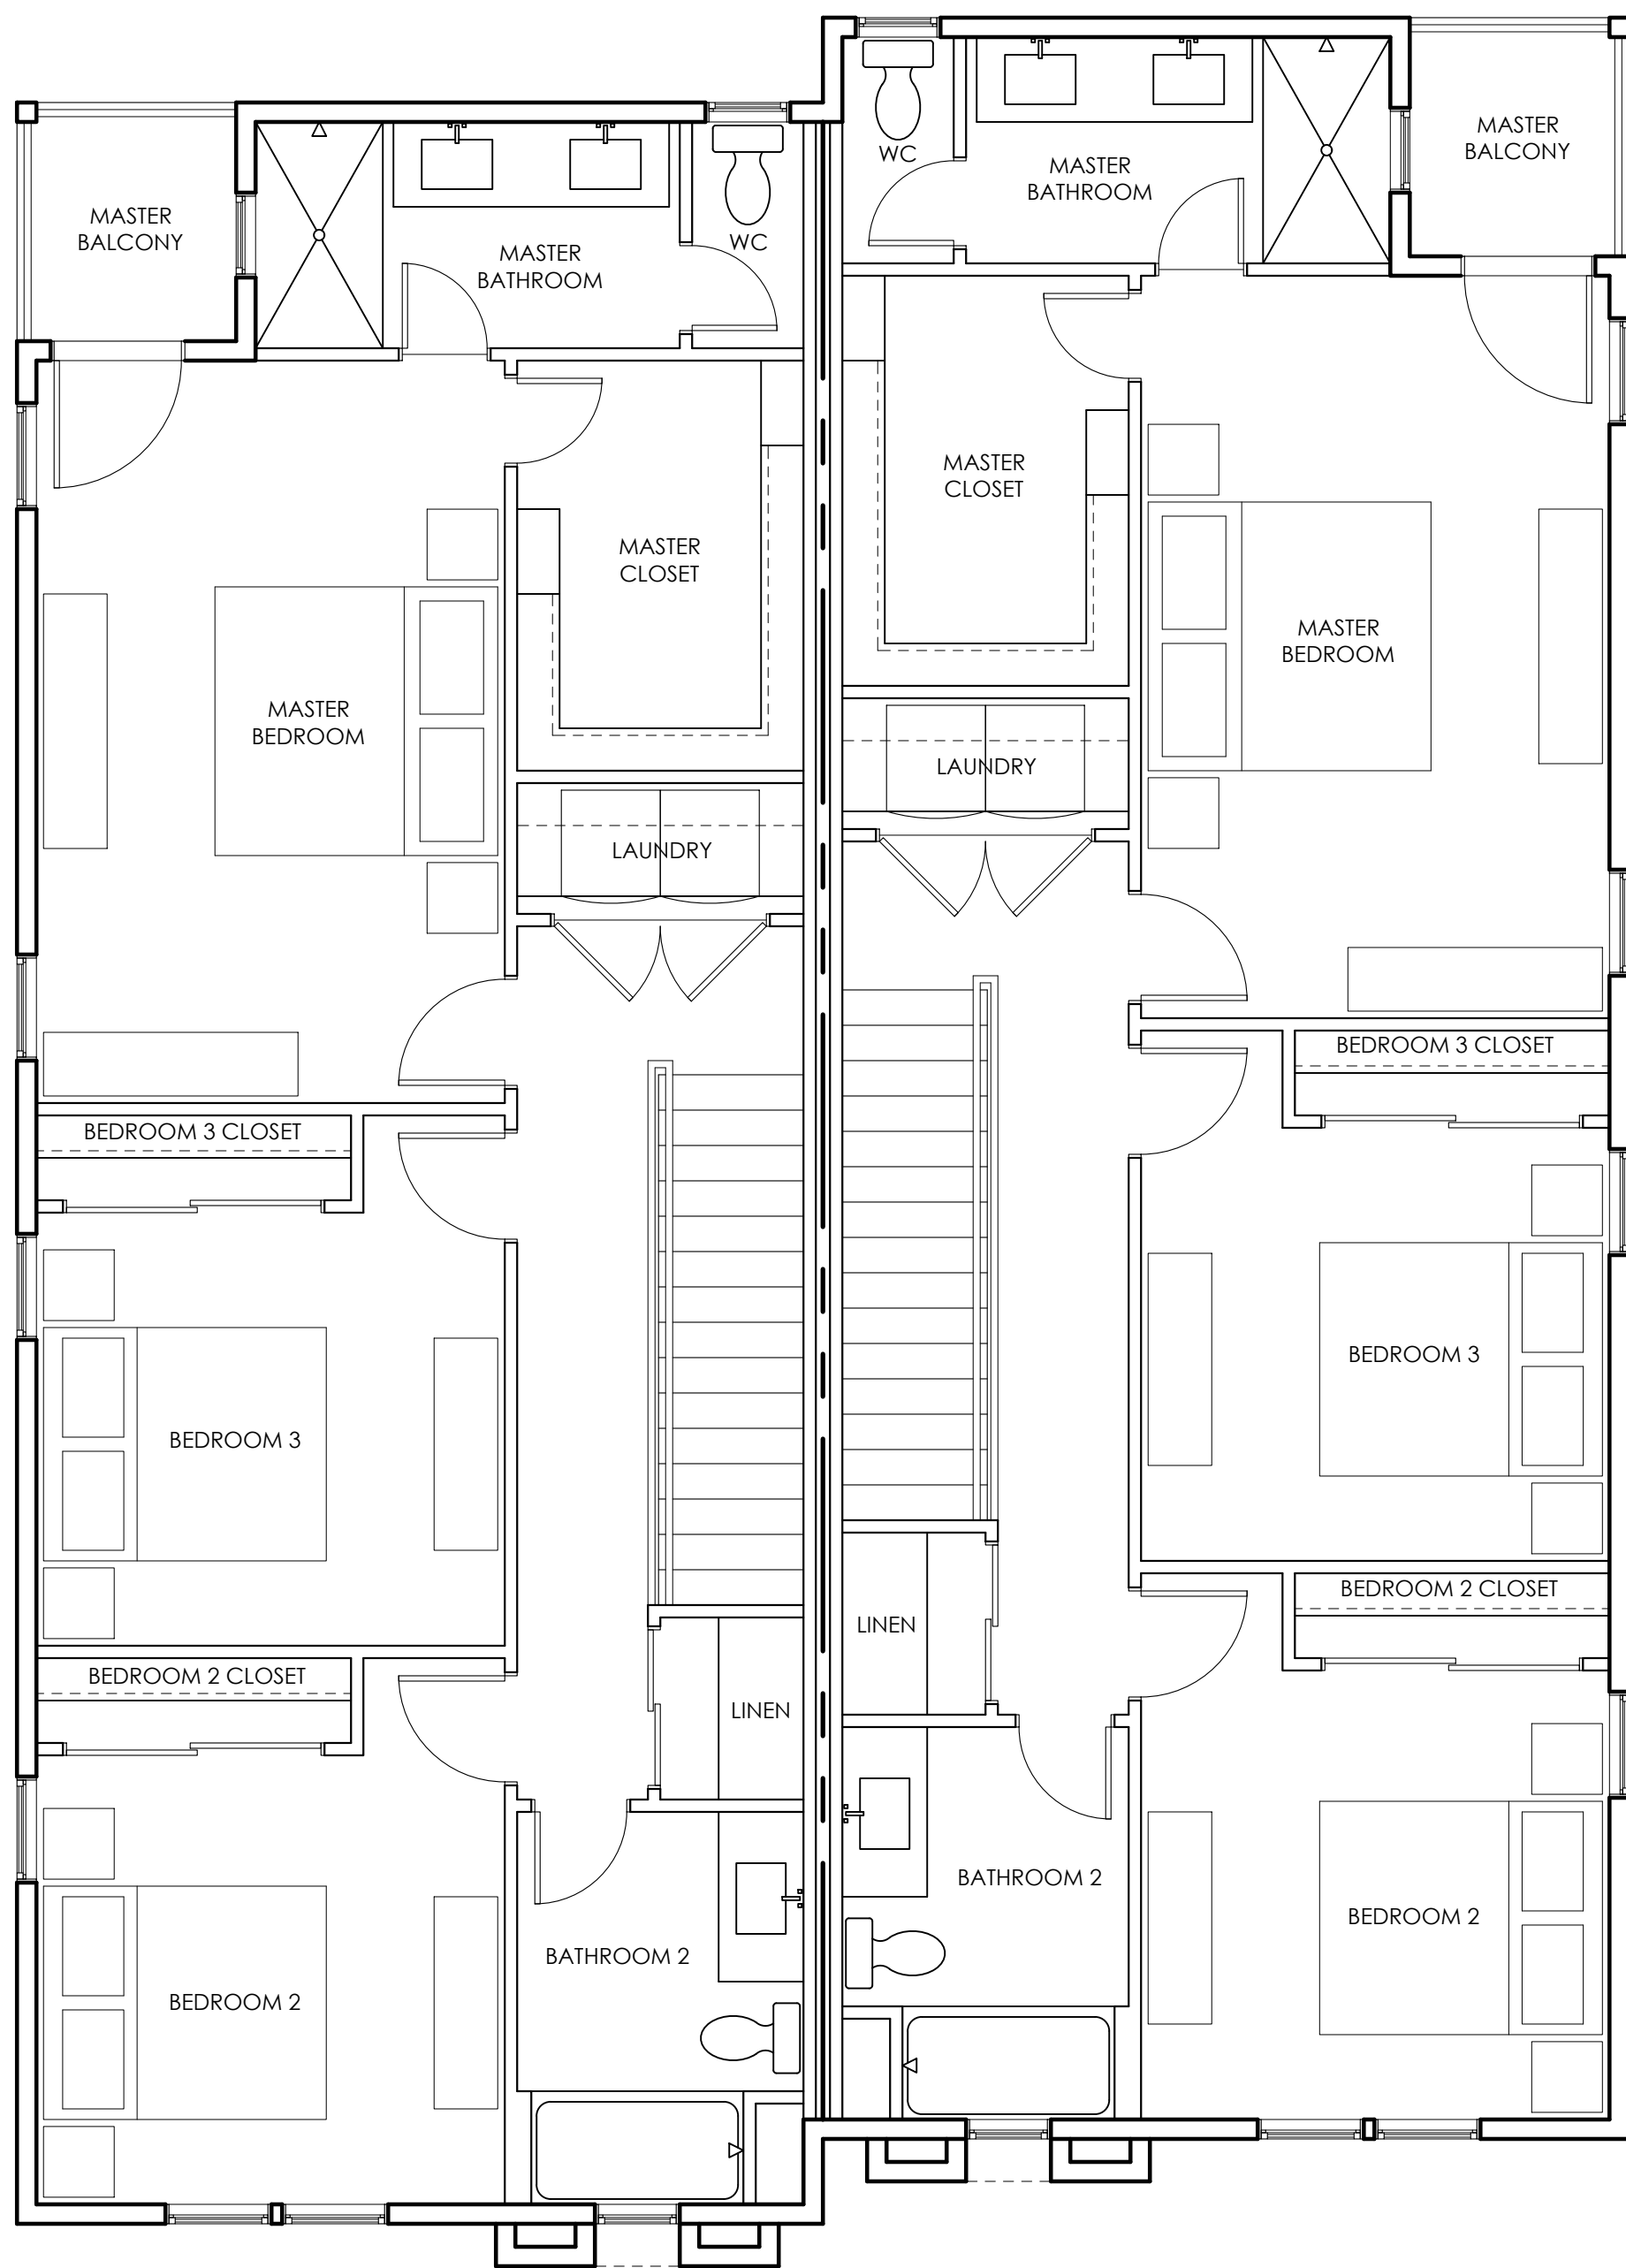 MASTER
BALCONY
MASTER
BATHROOM
WC
MASTER
CLOSET
MASTER
BEDROOM
LAUNDRY
BEDROOM 3 CLOSET
BEDROOM 3
BEDROOM 2 CLOSET
LINEN
BATHROOM 2
BEDROOM 2
WC
MASTER
BATHROOM
MASTER
BALCONY
MASTER
CLOSET
MASTER
BEDROOM
LAUNDRY
BEDROOM 3 CLOSET
BEDROOM 3
BEDROOM 2 CLOSET
LINEN
BATHROOM 2
BEDROOM 2